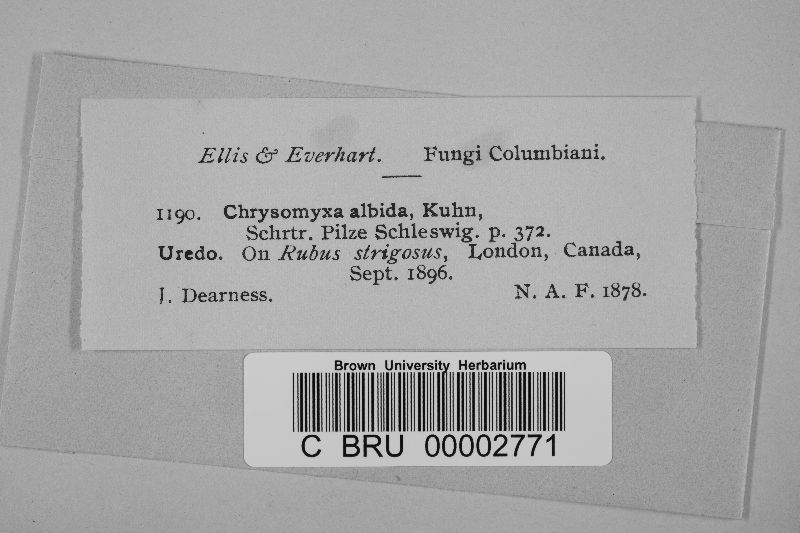 Ellis & Everhart. Fungi Columbiani.
1190. Chrysomyxa albida, Kuhn,
Schrtr. Pilze Schleswig. p. 372.
Uredo. On Rubus strigosus, London, Canada,
Sept. 1896.
J. Dearness. N. A. F. 1878.
Brown University Herbarium
C BRU 00002771